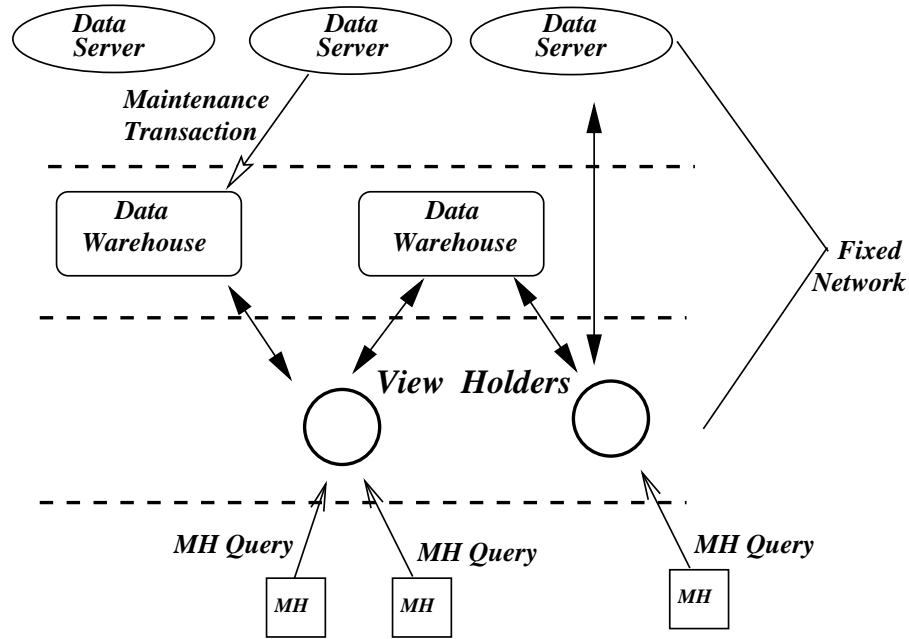 Data
Server
Data
Server
Data
Server
Maintenance
Transaction
Data
Warehouse
Data
Warehouse
Fixed
Network
View Holders
MH Query
MH Query
MH Query
MH
MH
MH